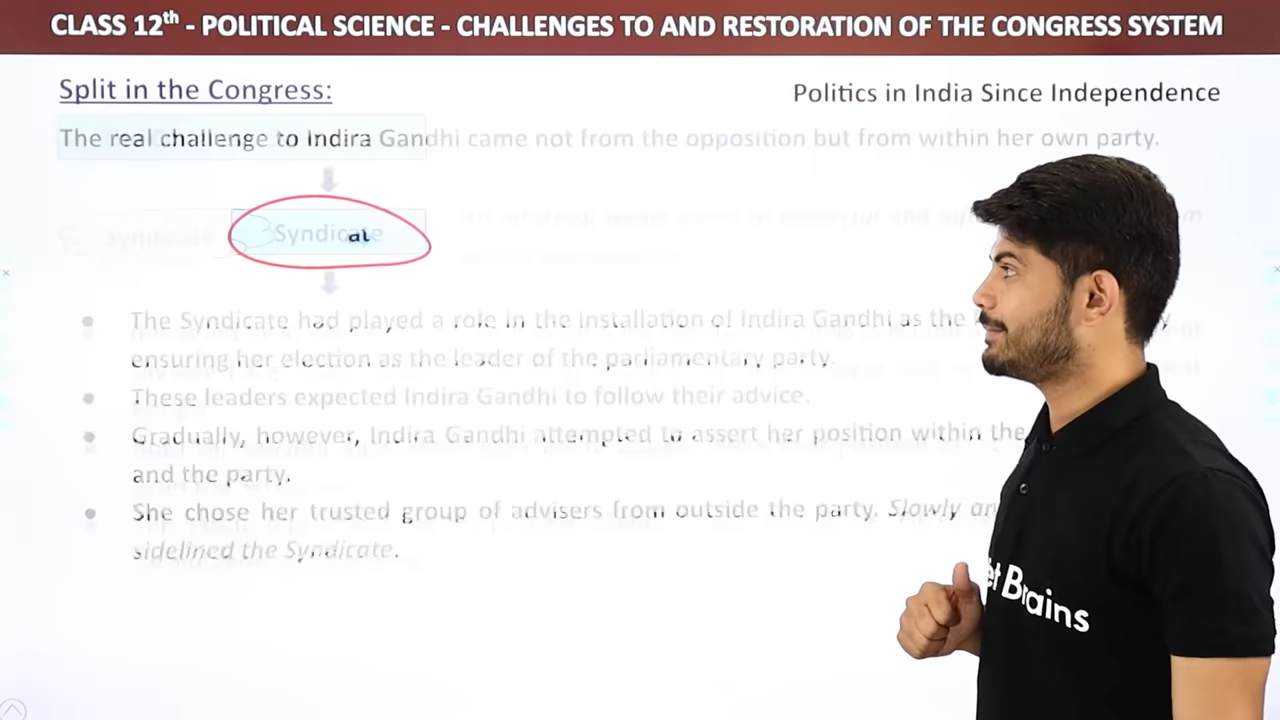 CLASS 12th - POLITICAL SCIENCE - CHALLENGES TO AND RESTORATION OF THE CONGRESS SYSTEM
Split in the Congress:
Politics in India Since Independence
The real challenge to Indira Gandhi came not from the opposition but from within her own party.
Syndicate
● The Syndicate had played a role in the installation of Indira Gandhi as the
ensuring her election as the leader of the parliamentary party.
● These leaders expected Indira Gandhi to follow their advice.
● Gradually, however, Indira Gandhi attempted to assert her position within the
and the party.
● She chose her trusted group of advisers from outside the party. Slowly
sidelined the Syndicate.
Brains